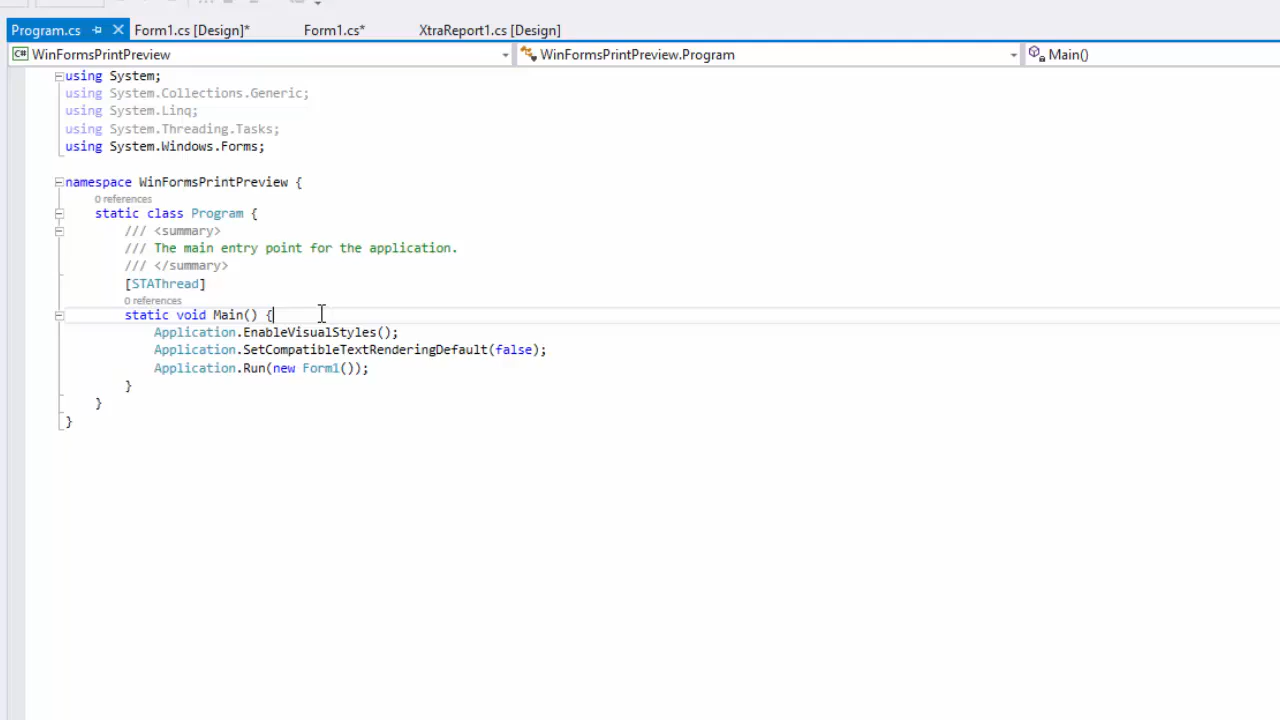 Program.cs Form1.cs [Design]* Form1.cs* XtraReport1.cs [Design]
C# WinFormsPrintPreview WinFormsPrintPreview.Program Main()
using System;
using System.Collections.Generic;
using System.Linq;
using System.Threading.Tasks;
using System.Windows.Forms;
namespace WinFormsPrintPreview {
0 references
static class Program {
/// <summary>
/// The main entry point for the application.
/// </summary>
[STAThread]
0 references
static void Main() {
Application.EnableVisualStyles();
Application.SetCompatibleTextRenderingDefault(false);
Application.Run(new Form1());
}
}
}